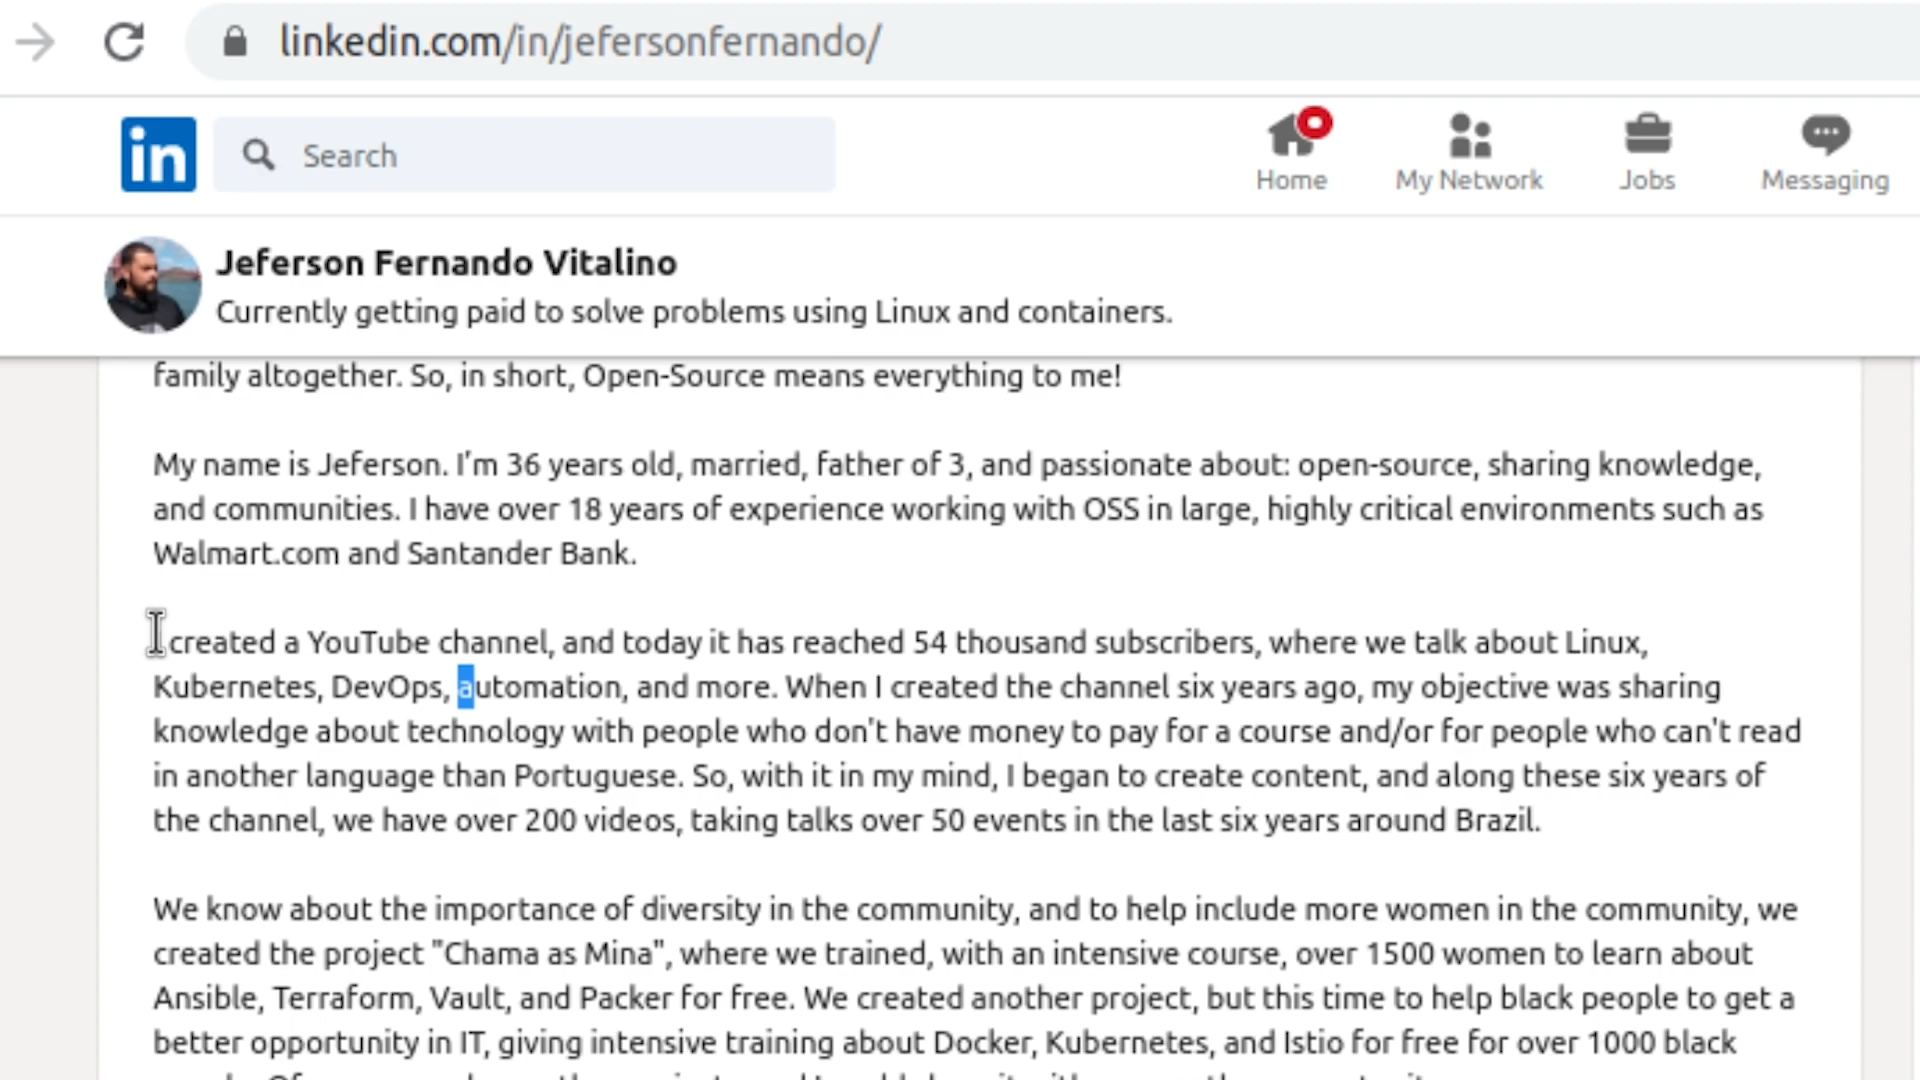 linkedin.com/in/jefersonfernando/
in
Search
Home
My Network
Jobs
Messaging
Jeferson Fernando Vitalino
Currently getting paid to solve problems using Linux and containers.
family altogether. So, in short, Open-Source means everything to me!
My name is Jeferson. I’m 36 years old, married, father of 3, and passionate about: open-source, sharing knowledge,
and communities. I have over 18 years of experience working with OSS in large, highly critical environments such as
Walmart.com and Santander Bank.
created a YouTube channel, and today it has reached 54 thousand subscribers, where we talk about Linux,
Kubernetes, DevOps, automation, and more. When I created the channel six years ago, my objective was sharing
knowledge about technology with people who don't have money to pay for a course and/or for people who can't read
in another language than Portuguese. So, with it in my mind, I began to create content, and along these six years of
the channel, we have over 200 videos, taking talks over 50 events in the last six years around Brazil.
We know about the importance of diversity in the community, and to help include more women in the community, we
created the project "Chama as Mina", where we trained, with an intensive course, over 1500 women to learn about
Ansible, Terraform, Vault, and Packer for free. We created another project, but this time to help black people to get a
better opportunity in IT, giving intensive training about Docker, Kubernetes, and Istio for free for over 1000 black